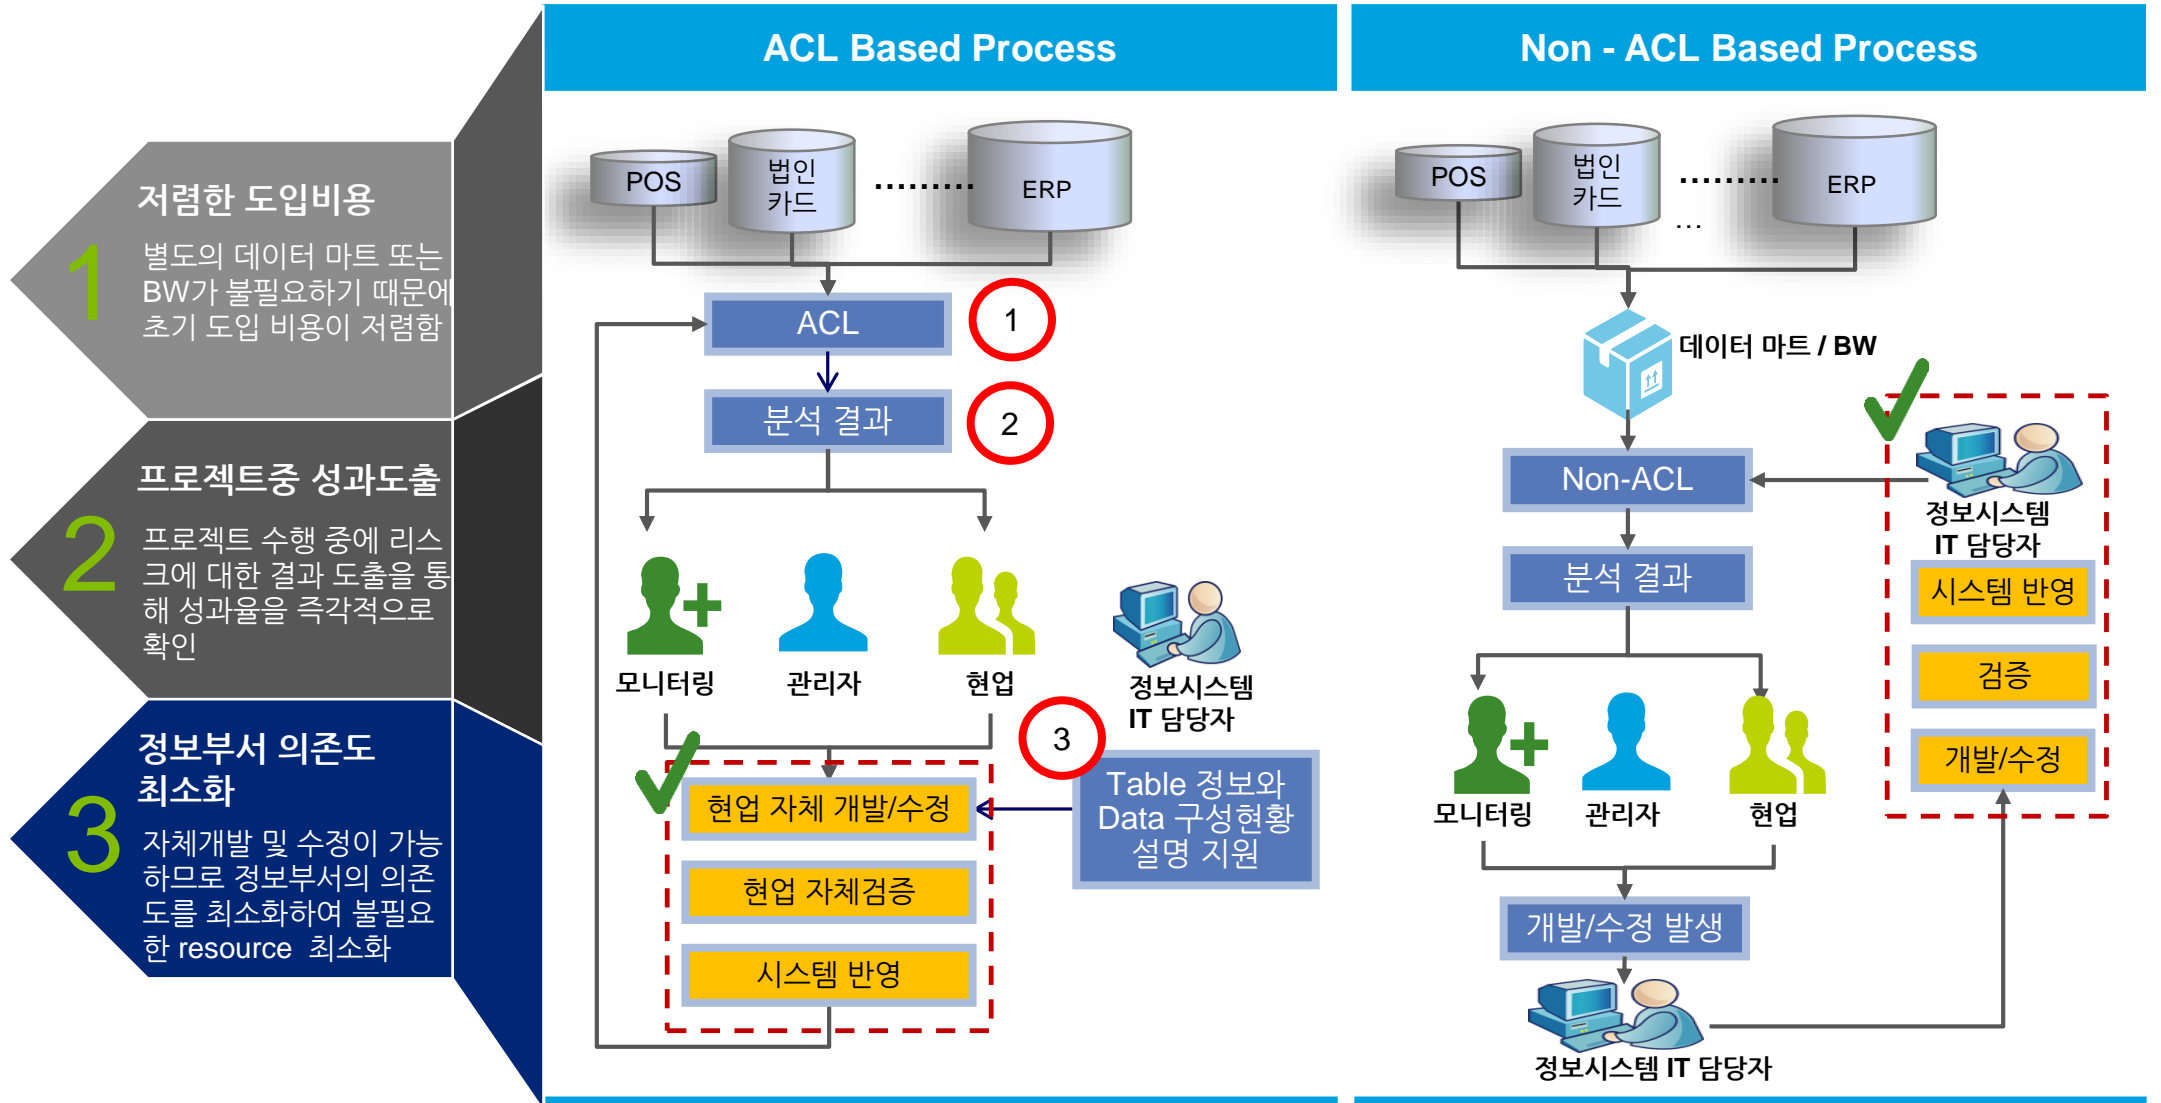 ACL Based Process
Non - ACL Based Process
1
저렴한 도입비용
별도의 데이터 마트 또는
BW가 불필요하기 때문에
초기 도입 비용이 저렴함
2
프로젝트중 성과도출
프로젝트 수행 중에 리스
크에 대한 결과 도출을 통
해 성과율을 즉각적으로
확인
3
정보부서 의존도
최소화
자체개발 및 수정이 가능
하므로 정보부서의 의존
도를 최소화하여 불필요
한 resource 최소화
POS
법인
카드
.........
ERP
ACL
1
분석 결과
2
모니터링
관리자
현업
정보시스템
IT 담당자
3
Table 정보와
Data 구성현황
설명 지원
현업 자체 개발/수정
현업 자체검증
시스템 반영
POS
법인
카드
.........
...
ERP
데이터 마트 / BW
Non-ACL
분석 결과
정보시스템
IT 담당자
시스템 반영
검증
개발/수정
모니터링
관리자
현업
개발/수정 발생
정보시스템 IT 담당자